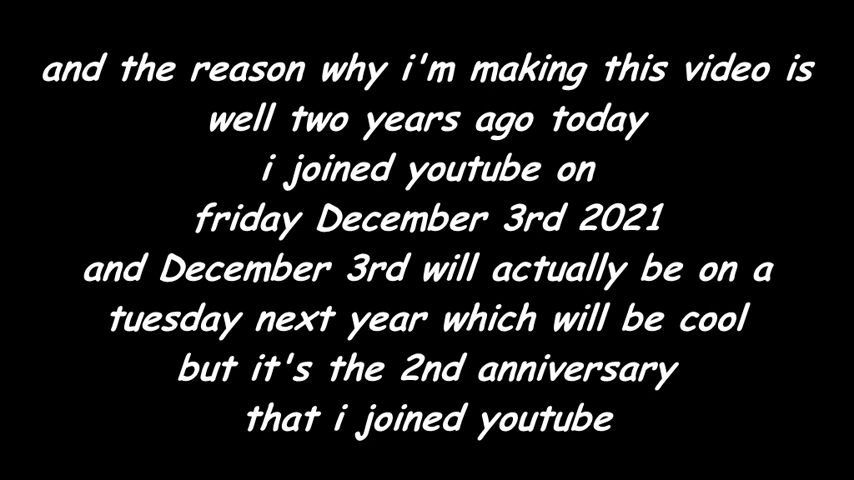 and the reason why i'm making this video is
well two years ago today
i joined youtube on
friday December 3rd 2021
and December 3rd will actually be on a
tuesday next year which will be cool
but it's the 2nd anniversary
that i joined youtube